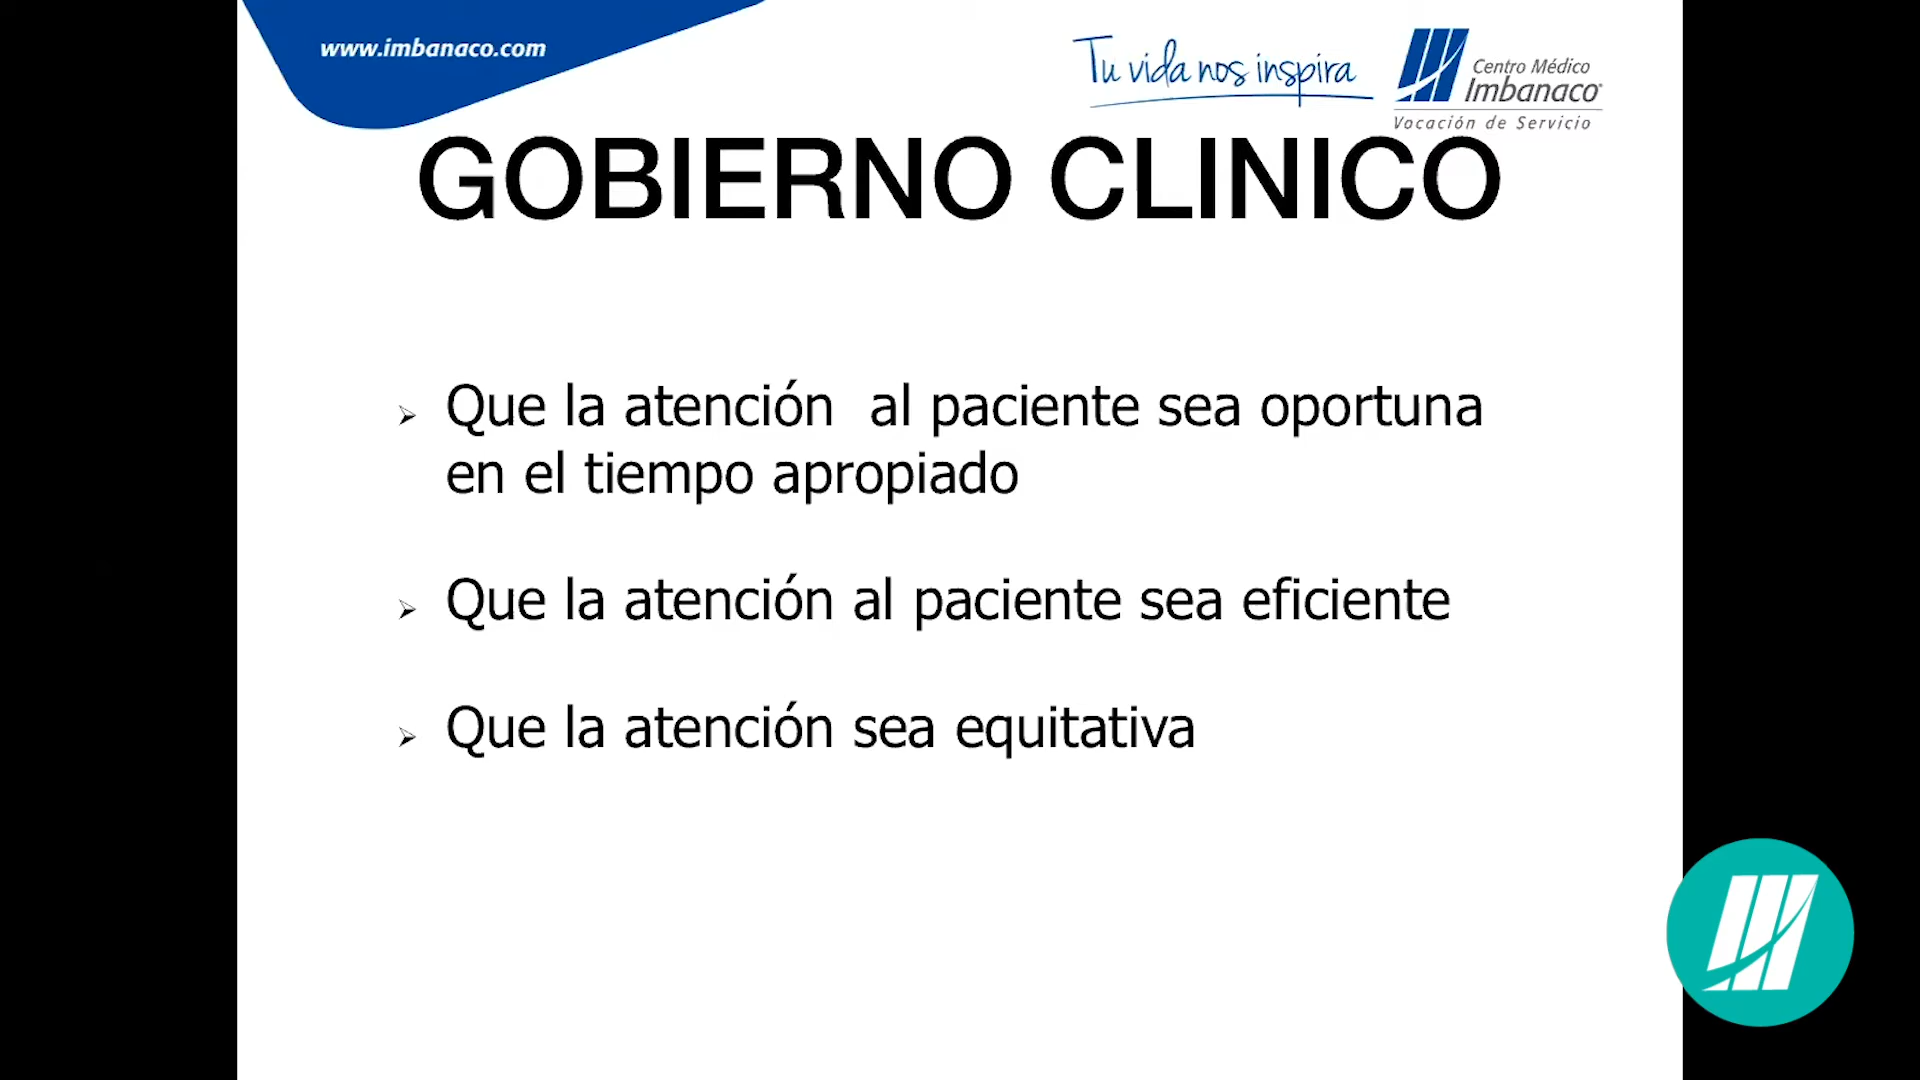 www.imbanaco.com
Tu vida nos inspira
Centro Médico
Imbanaco
Vocación de Servicio
GOBIERNO CLINICO
Que la atención al paciente sea oportuna
en el tiempo apropiado
Que la atención al paciente sea eficiente
Que la atención sea equitativa